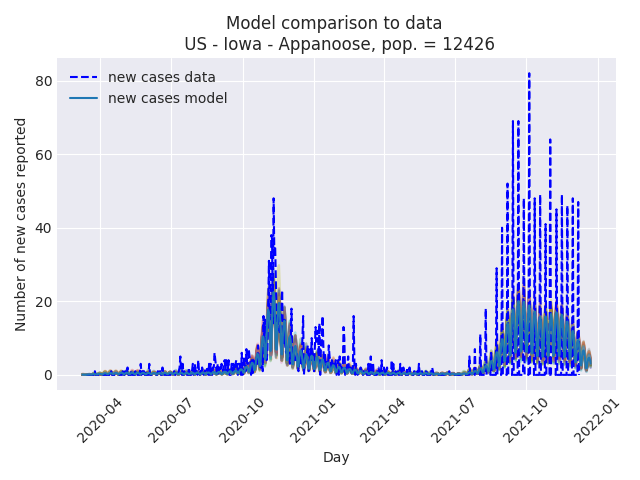 Model comparison to data
US - Iowa - Appanoose, pop. = 12426
new cases data
new cases model
Number of new cases reported
80
60
40
20
0
2020-04
2020-07
2020-10
2021-01
2021-04
2021-07
2021-10
2022-01
Day